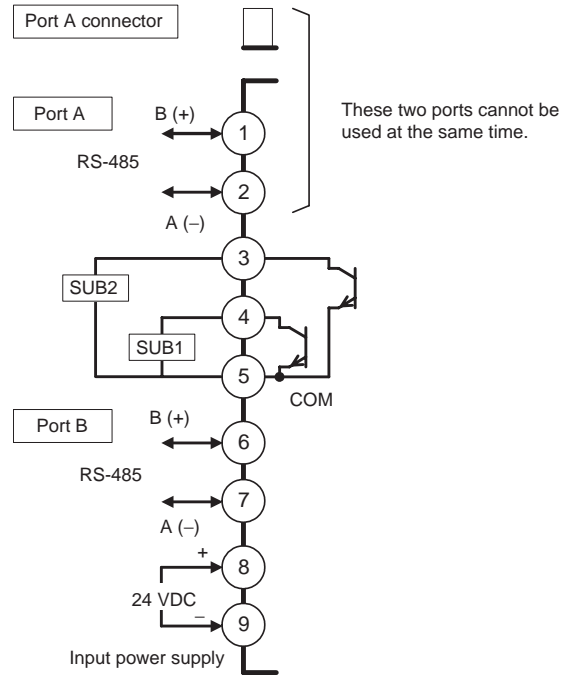 Port A connector
These two ports cannot be
used at the same time.
Port A
B (+)
1
RS-485
2
A (−)
3
SUB2
4
SUB1
5
COM
Port B
B (+)
6
RS-485
7
A (−)
+
8
24 VDC
−
9
Input power supply